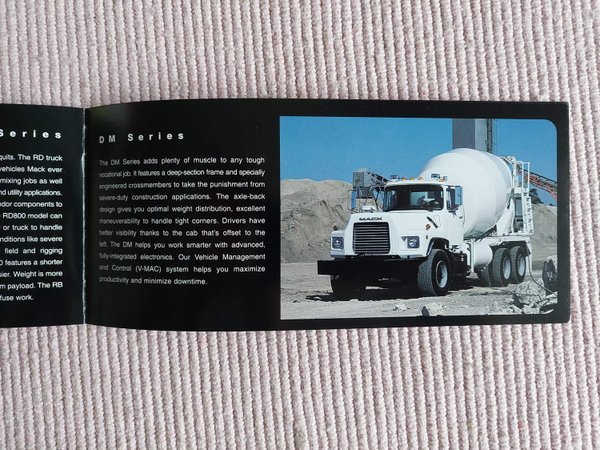 Series
quits. The RD truck
vehicles Mack ever
mixing jobs as well
and utility applications.
dor components to
RD800 model can
or truck to handle
nditions like severe
field and rigging
D features a shorter
sier. Weight is more
m payload. The RB
fuse work.
DM Series
The DM Series adds plenty of muscle to any tough
vocational job. It features a deep-section frame and specially
engineered crossmembers to take the punishment from
severe-duty construction applications. The axle-back
design gives you optimal weight distribution, excellent
maneuverability to handle tight corners. Drivers have
better visibility thanks to the cab that's offset to the
left. The DM helps you work smarter with advanced,
fully-integrated electronics. Our Vehicle Management
and Control (V-MAC) system helps you maximize
productivity and minimize downtime.
MACK